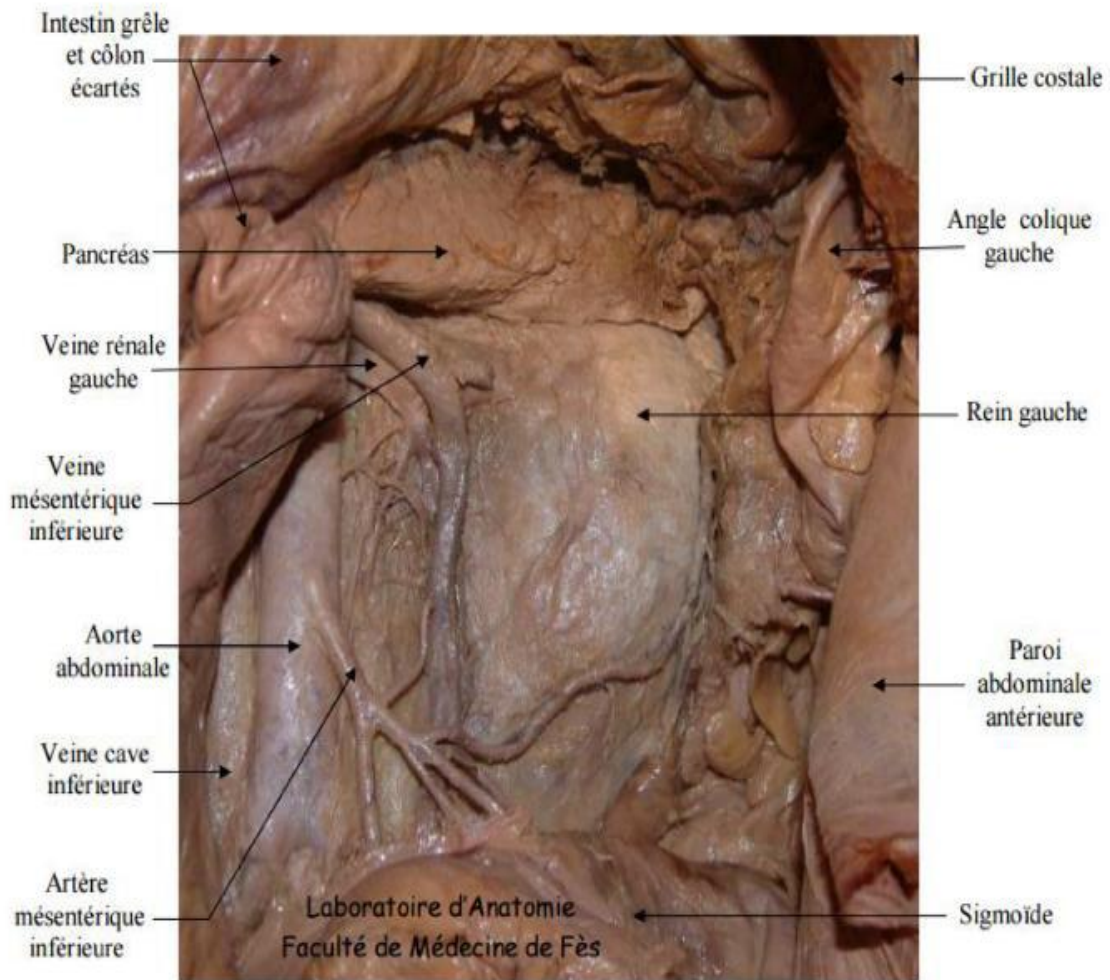 Intestin grêle
et côlon
écartés
Pancréas
Veine rénale
gauche
Veine
mésentérique
inférieure
Aorte
abdominale
Veine cave
inférieure
Artère
mésentérique
inférieure
Grille costale
Angle colique
gauche
Rein gauche
Paroi
abdominale
antérieure
Sigmoïde
Laboratoire d'Anatomie
Faculté de Médecine de Fès